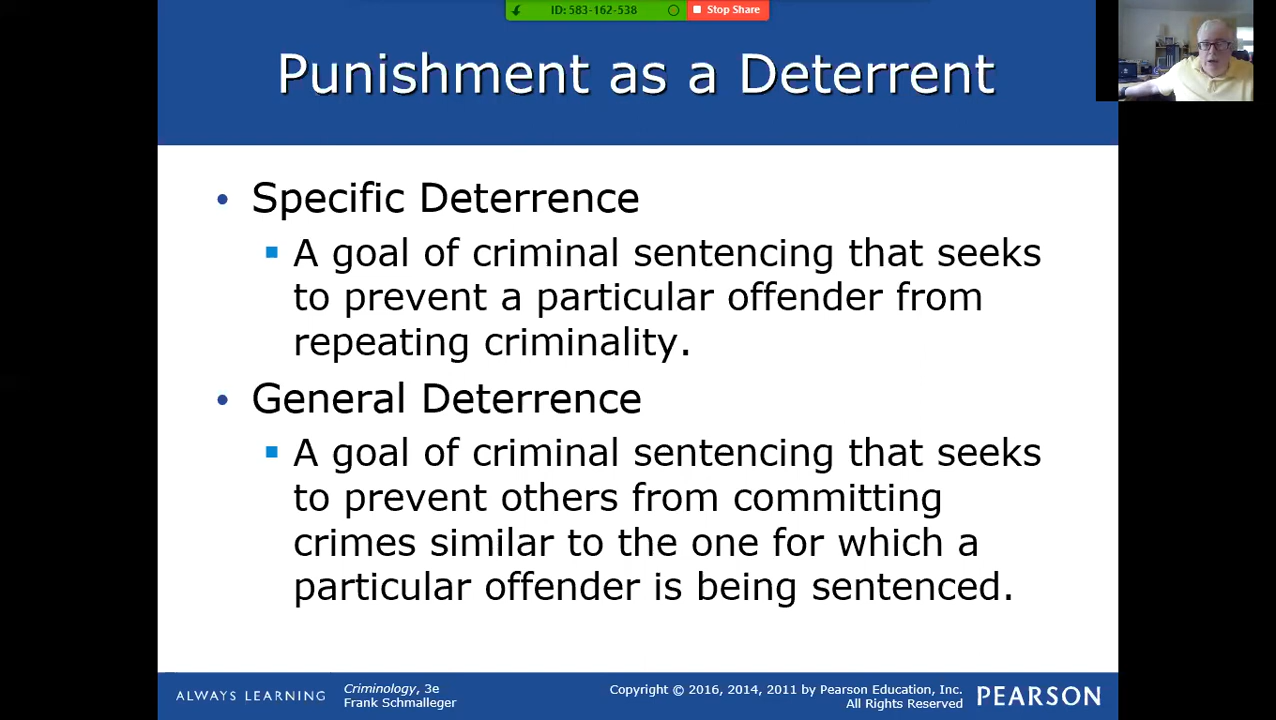 ID: 583-162-538
Stop Share
Punishment as a Deterrent
• Specific Deterrence
▪ A goal of criminal sentencing that seeks
to prevent a particular offender from
repeating criminality.
• General Deterrence
▪ A goal of criminal sentencing that seeks
to prevent others from committing
crimes similar to the one for which a
particular offender is being sentenced.
ALWAYS LEARNING
Criminology, 3e
Frank Schmalleger
Copyright © 2016, 2014, 2011 by Pearson Education, Inc.
All Rights Reserved
PEARSON